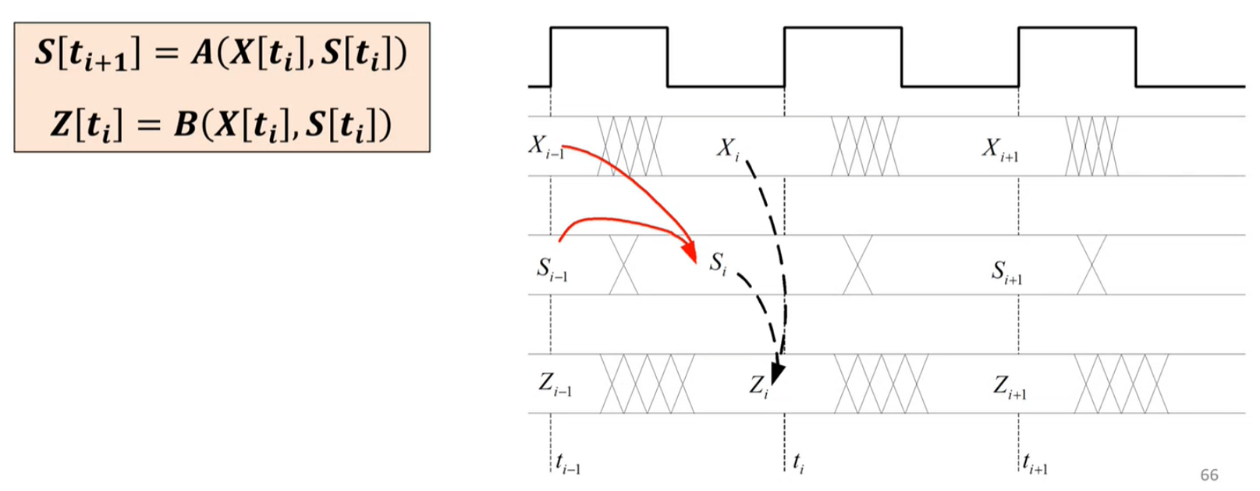 S[t_{i+1}] = A(X[t_i], S[t_i])
Z[t_i] = B(X[t_i], S[t_i])
X_{i-1} X_i X_{i+1}
S_{i-1} S_i S_{i+1}
Z_{i-1} Z_i Z_{i+1}
t_{i-1} t_i t_{i+1}
66